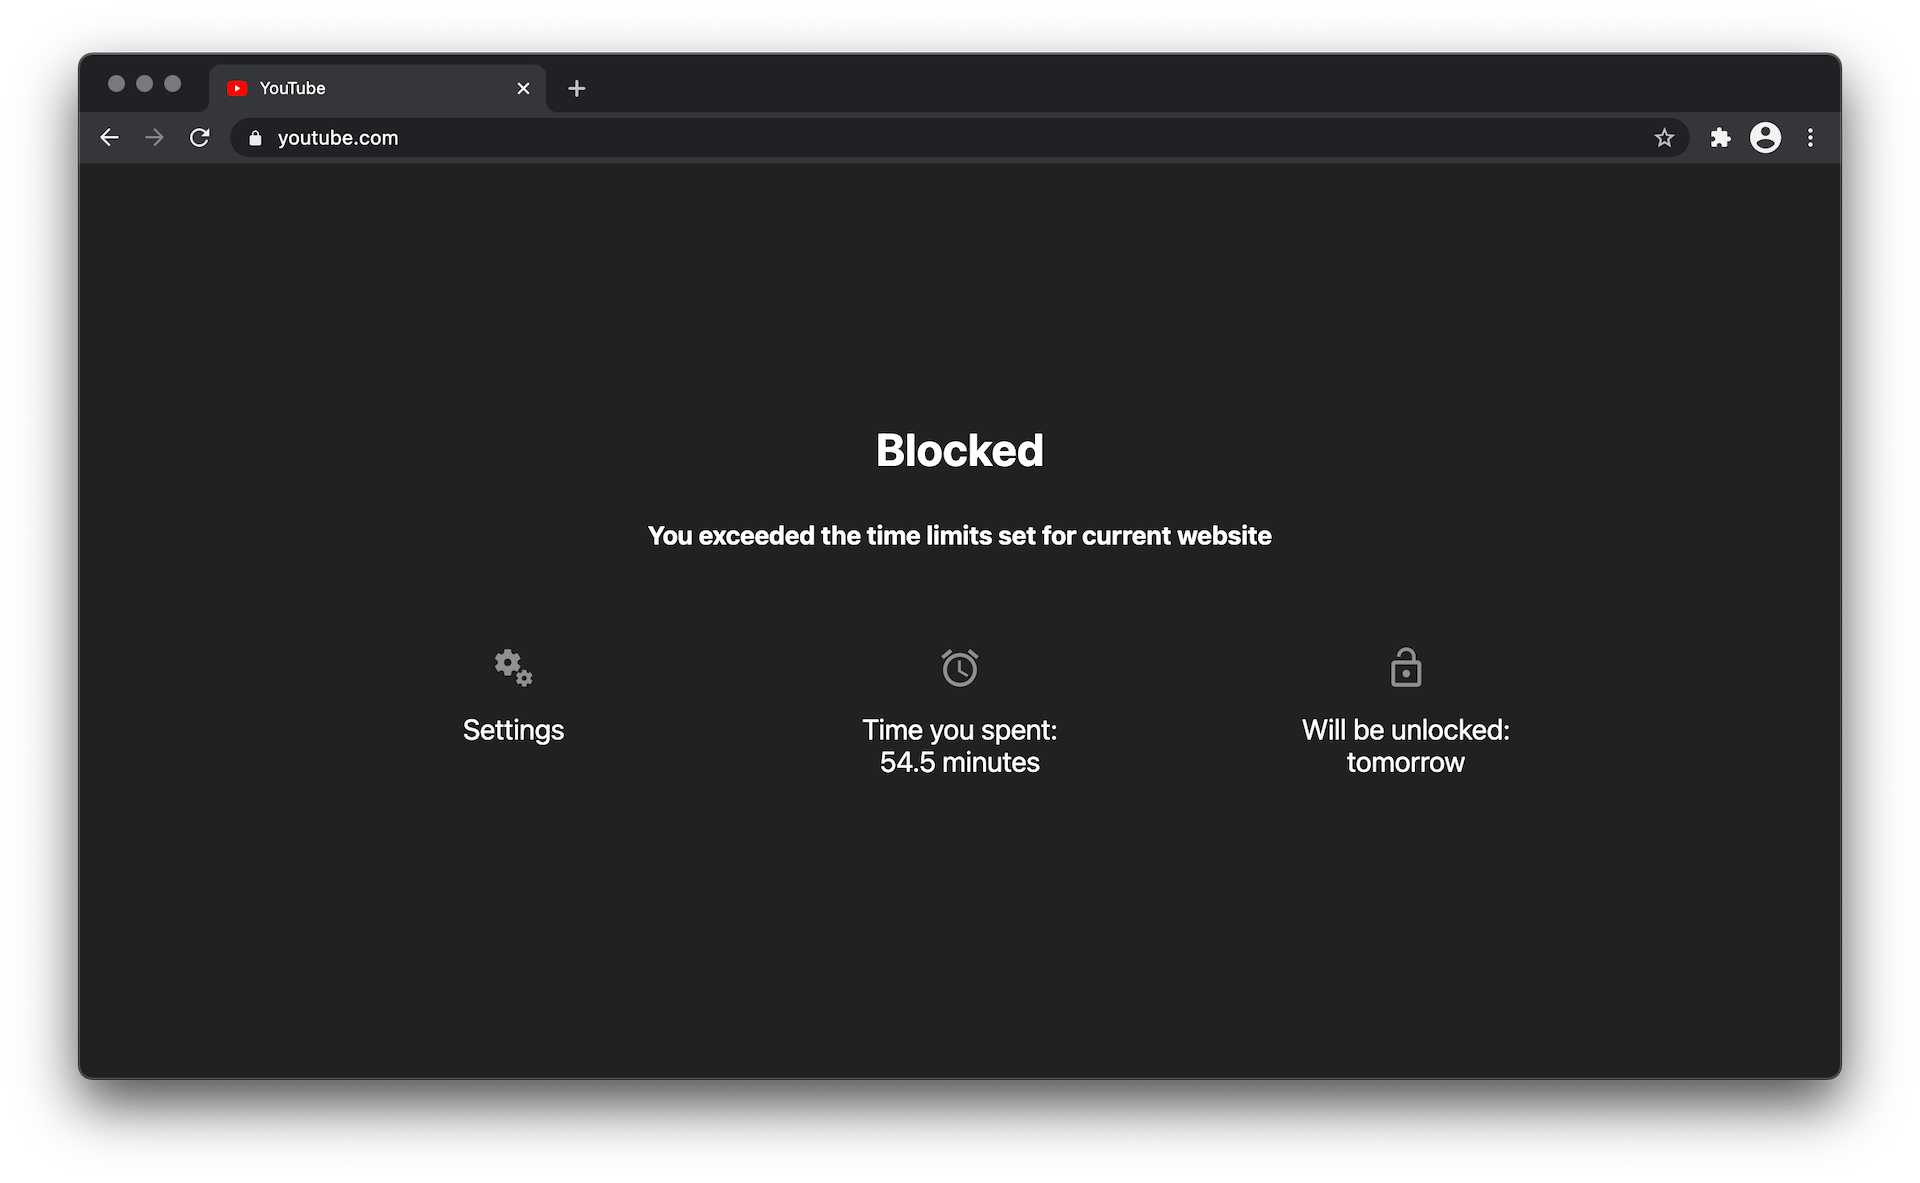 YouTube
youtube.com
Blocked
You exceeded the time limits set for current website
Settings
Time you spent:
54.5 minutes
Will be unlocked:
tomorrow